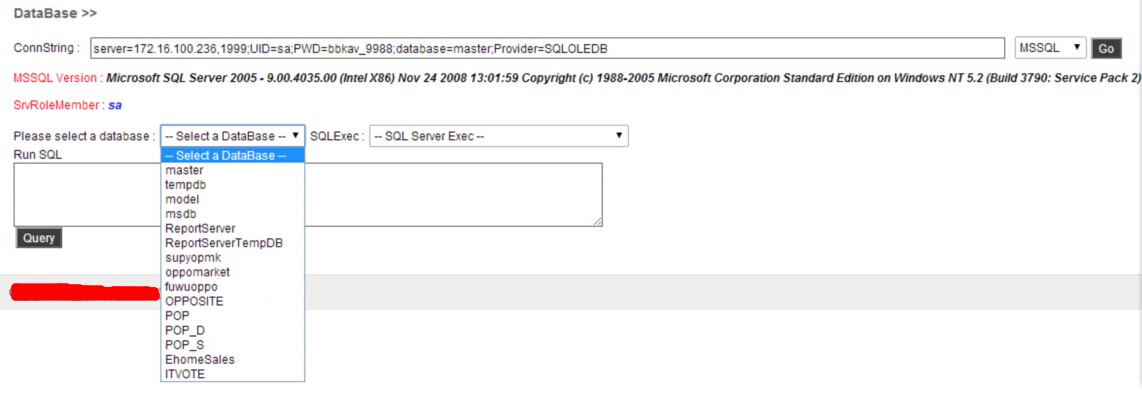 DataBase >>
ConnString : server=172.16.100.236,1999;UID=sa;PWD=bbkav_9988;database=master;Provider=SQLOLEDB MSSQL Go
MSSQL Version : Microsoft SQL Server 2005 - 9.00.4035.00 (Intel X86) Nov 24 2008 13:01:59 Copyright (c) 1988-2005 Microsoft Corporation Standard Edition on Windows NT 5.2 (Build 3790: Service Pack 2)
SrvRoleMember : sa
Please select a database : -- Select a DataBase -- SQLExec : -- SQL Server Exec --
Run SQL
-- Select a DataBase --
master
tempdb
model
msdb
ReportServer
Query
ReportServerTempDB
supyopmk
oppomarket
fuwuoppo
OPPOSITE
POP
POP_D
POP_S
EhomeSales
ITVOTE